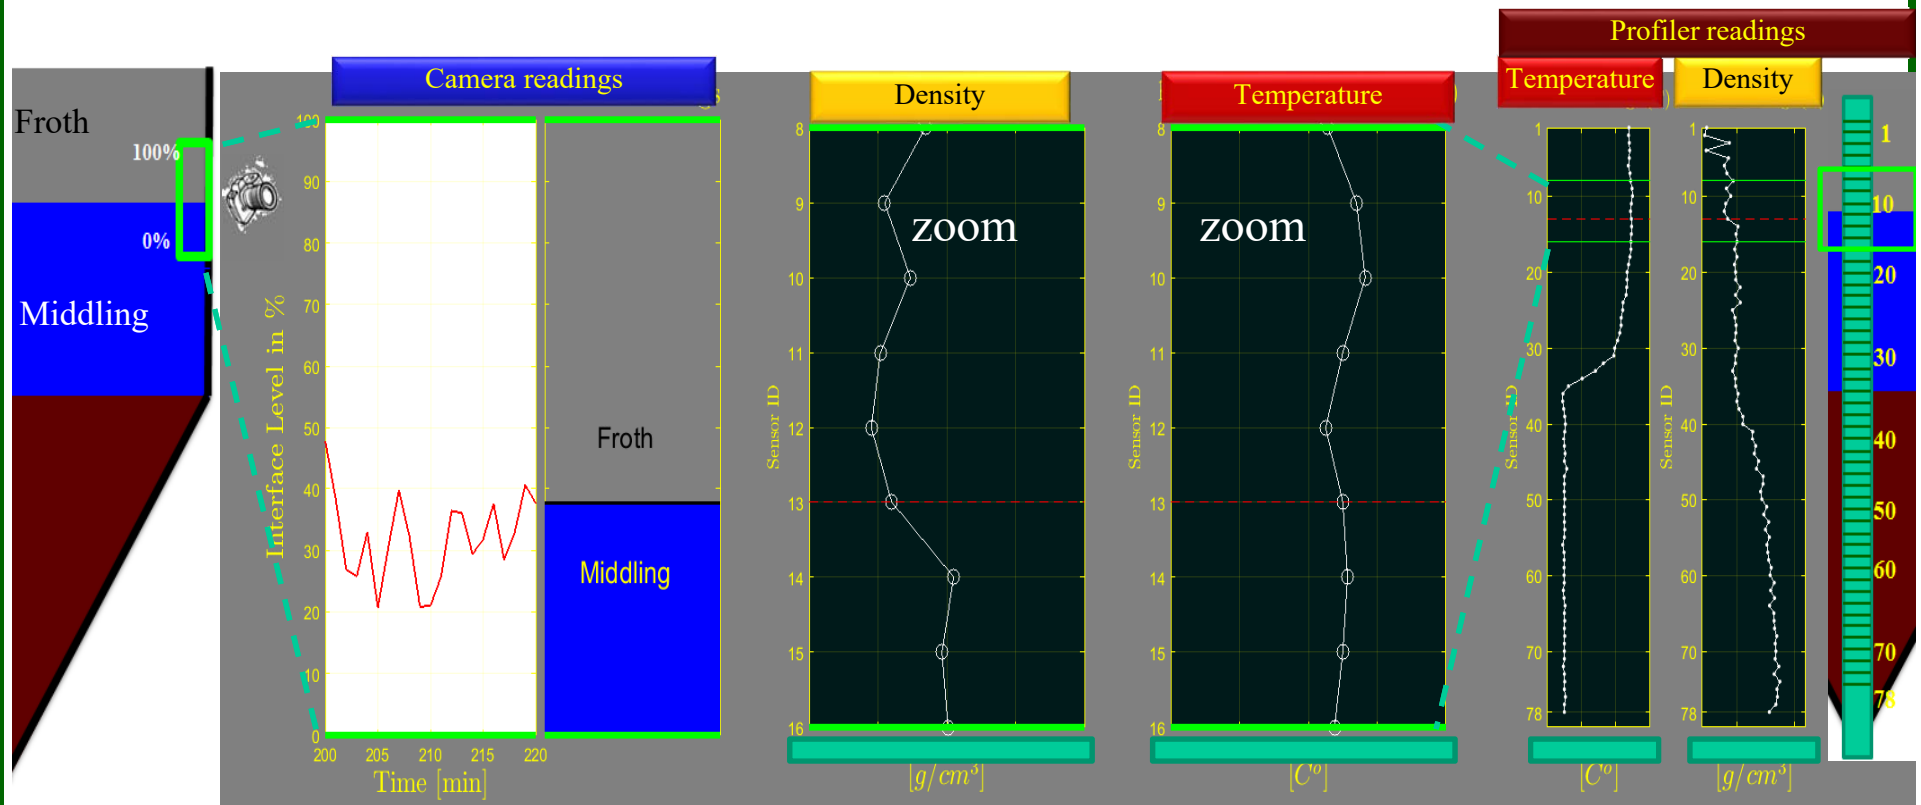 Profiler readings
Camera readings
Density
Temperature
Temperature
Density
Froth
100%
0%
Middling
Interface Level in %
100
90
80
70
60
50
40
30
20
10
0
200 205 210 215 220
Time [min]
Froth
Middling
zoom
Sensor ID
8
9
10
11
12
13
14
15
16
[g/cm³]
zoom
Sensor ID
8
9
10
11
12
13
14
15
16
[Cᵒ]
Sensor ID
1
10
20
30
40
50
60
70
78
[Cᵒ]
Sensor ID
1
10
20
30
40
50
60
70
78
[g/cm³]
1
10
20
30
40
50
60
70
78